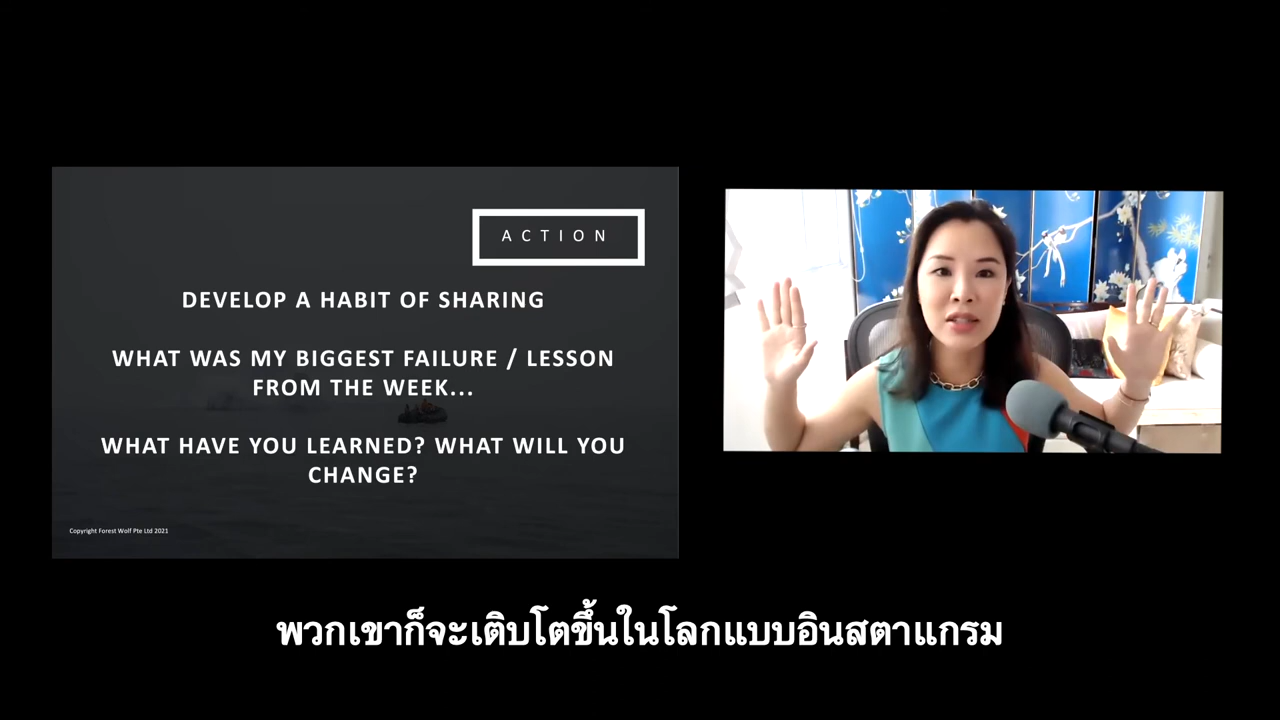 ACTION
DEVELOP A HABIT OF SHARING
WHAT WAS MY BIGGEST FAILURE / LESSON
FROM THE WEEK...
WHAT HAVE YOU LEARNED? WHAT WILL YOU
CHANGE?
Copyright Forest Wolf Pte Ltd 2021
พวกเขาก็จะเติบโตขึ้นในโลกแบบอินสตาแกรม